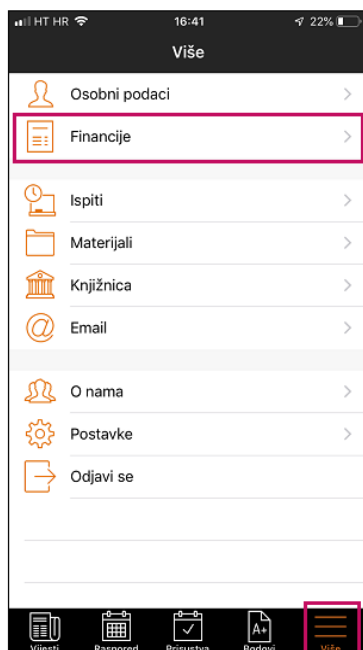 HT HR 16:41 22%
Više
Osobni podaci
Financije
Ispiti
Materijali
Knjižnica
@ Email
O nama
Postavke
Odjavi se
A+
Vijesti Raspored Prisustva Bodovi Više